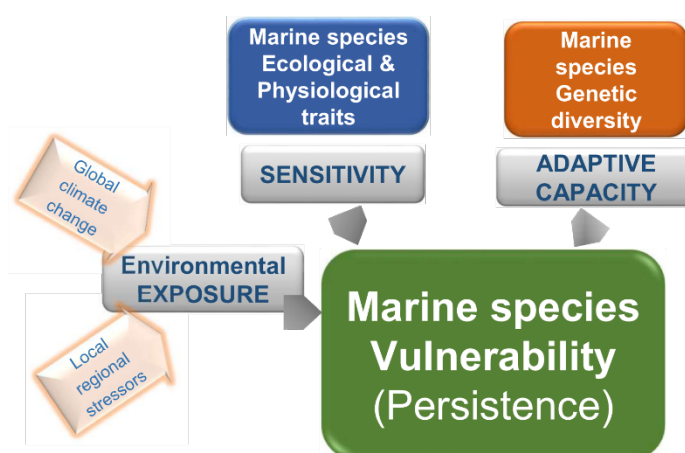 Marine species
Ecological &
Physiological
traits
SENSITIVITY
Marine
species
Genetic
diversity
ADAPTIVE
CAPACITY
Global
climate
change
Environmental
EXPOSURE
Local
regional
stressors
Marine species
Vulnerability
(Persistence)